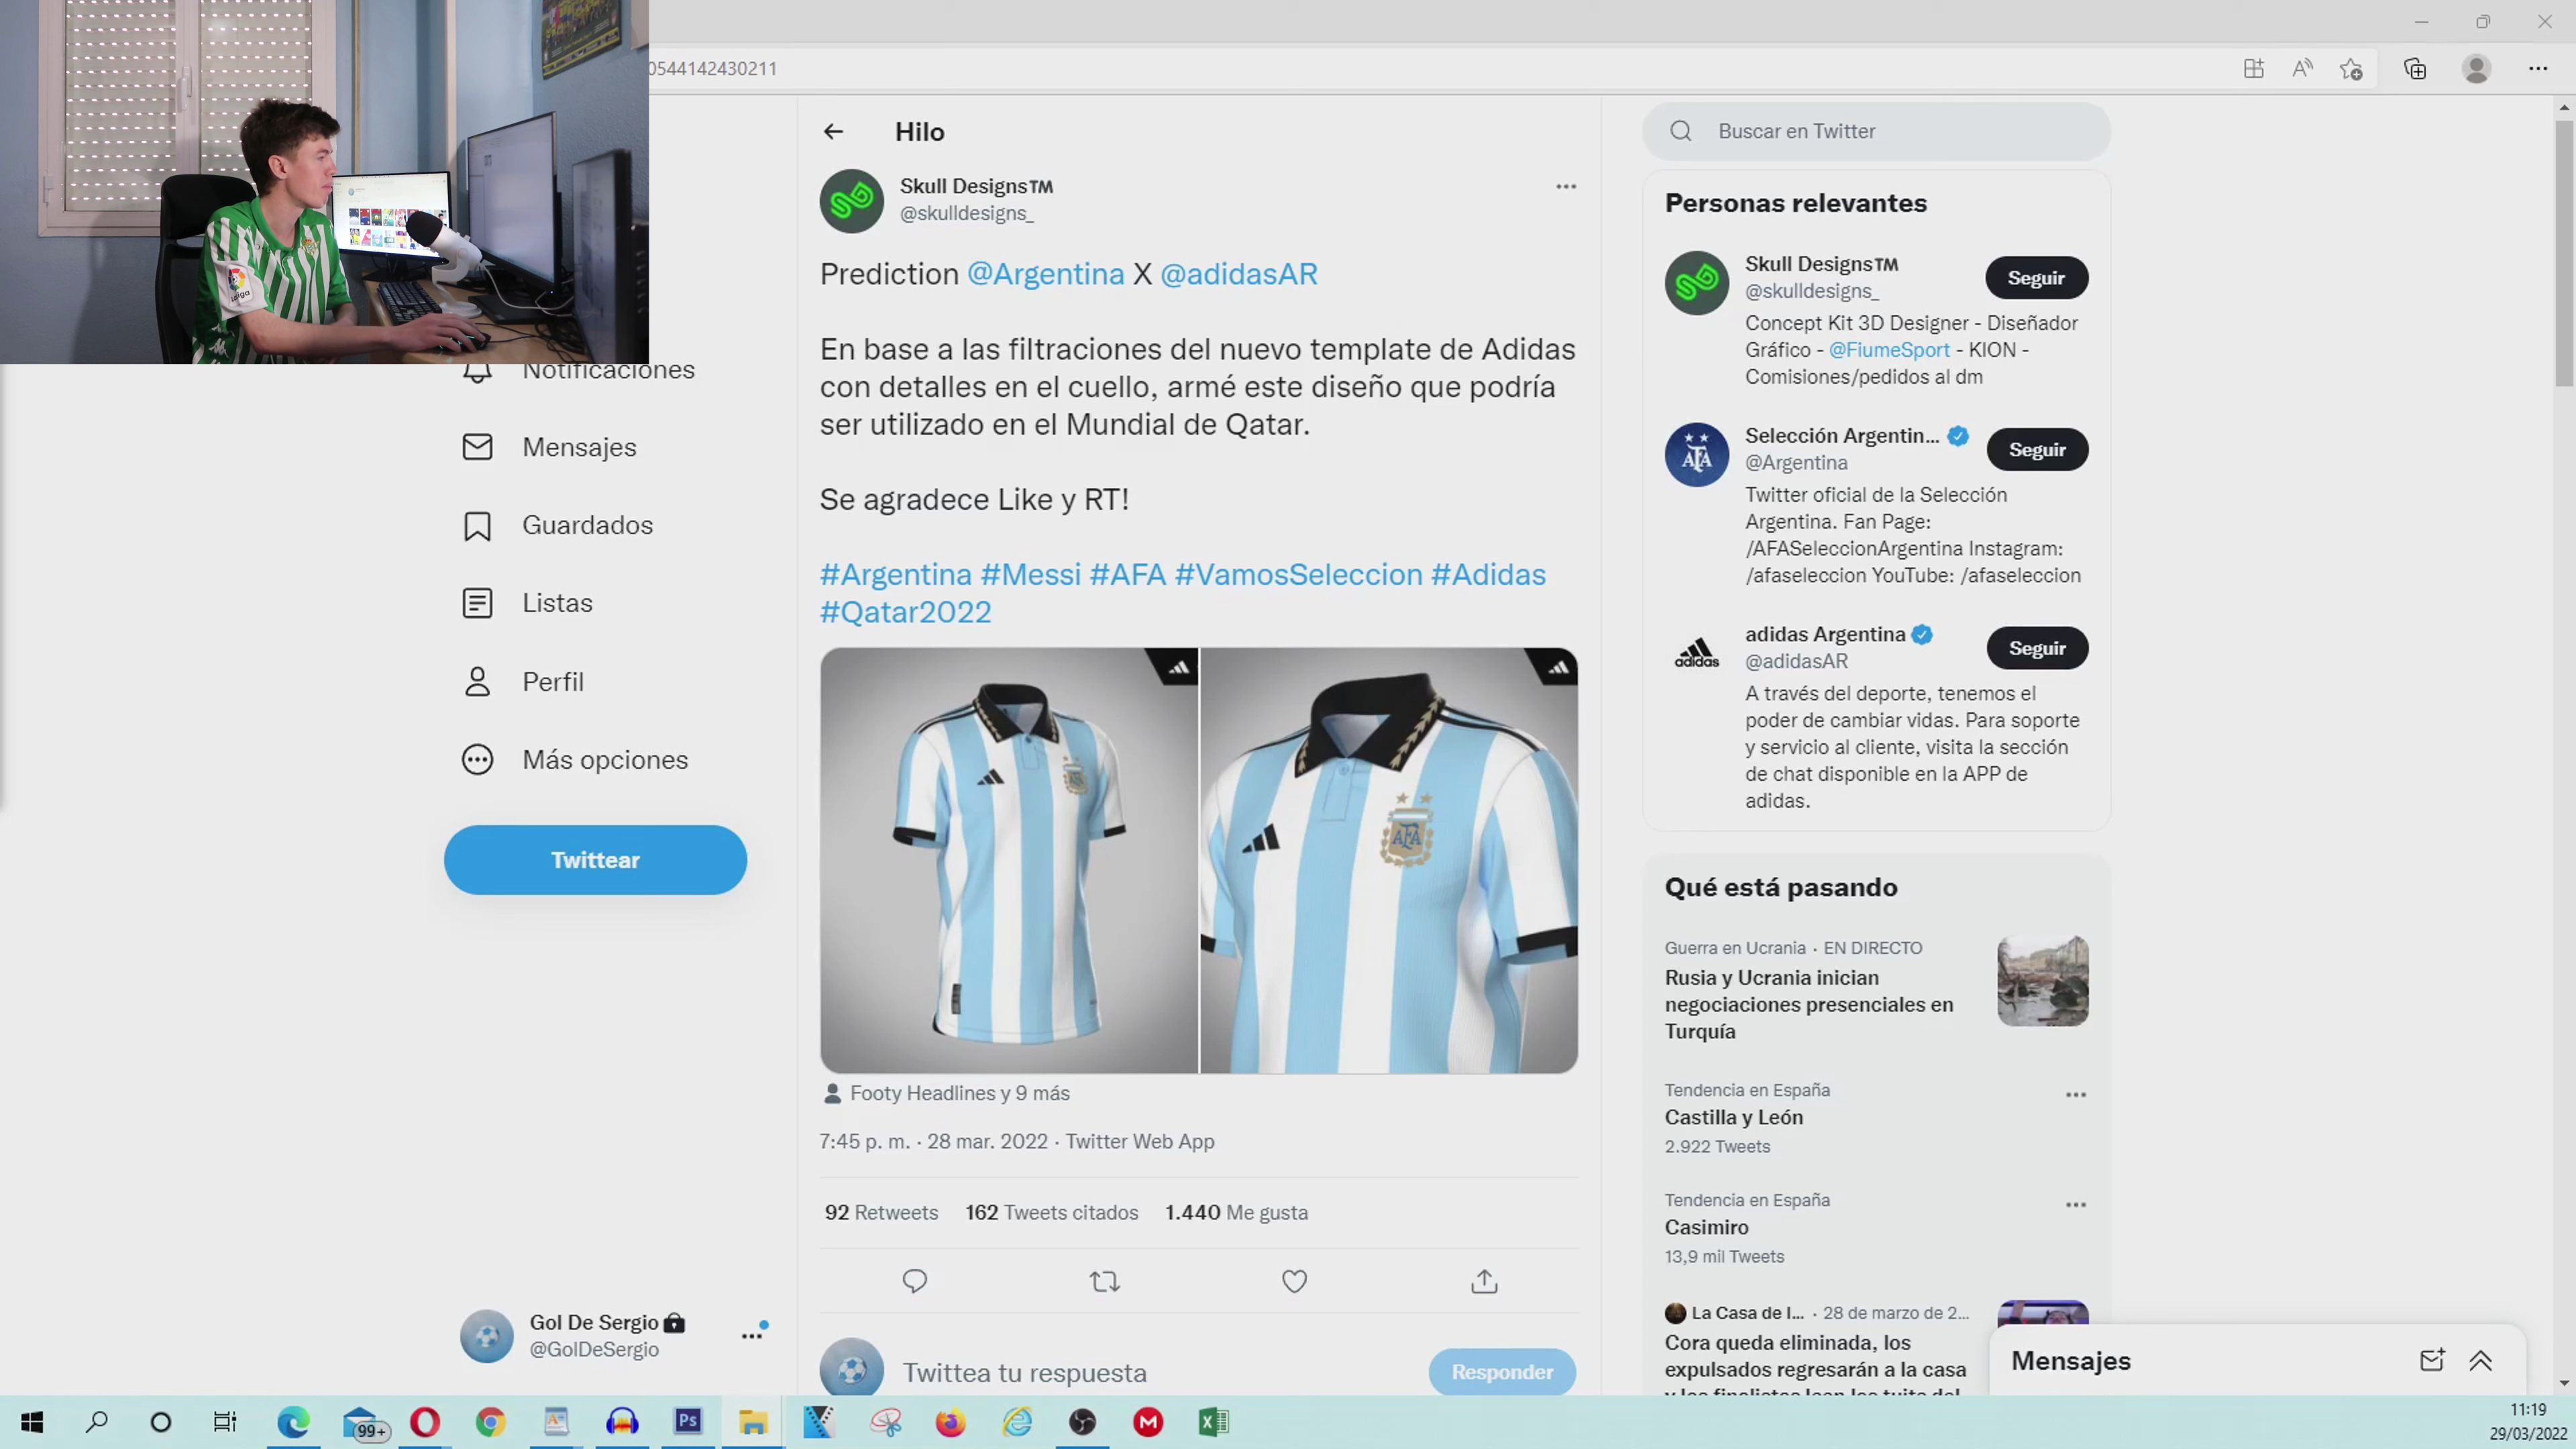 0544142430211
Hilo
Skull Designs™
@skulldesigns_
Prediction @Argentina X @adidasAR
En base a las filtraciones del nuevo template de Adidas
con detalles en el cuello, armé este diseño que podría
ser utilizado en el Mundial de Qatar.
Se agradece Like y RT!
#Argentina #Messi #AFA #VamosSeleccion #Adidas
#Qatar2022
AFA
Footy Headlines y 9 más
7:45 p. m. · 28 mar. 2022 · Twitter Web App
92 Retweets 162 Tweets citados 1.440 Me gusta
Twittea tu respuesta
Responder
Notificaciones
Mensajes
Guardados
Listas
Perfil
Más opciones
Twittear
Gol De Sergio
@GolDeSergio
Buscar en Twitter
Personas relevantes
Skull Designs™
@skulldesigns_
Seguir
Concept Kit 3D Designer - Diseñador
Gráfico - @FiumeSport - KION -
Comisiones/pedidos al dm
AFA
Selección Argentin...
@Argentina
Seguir
Twitter oficial de la Selección
Argentina. Fan Page:
/AFASeleccionArgentina Instagram:
/afaseleccion YouTube: /afaseleccion
adidas
adidas Argentina
@adidasAR
Seguir
A través del deporte, tenemos el
poder de cambiar vidas. Para soporte
y servicio al cliente, visita la sección
de chat disponible en la APP de
adidas.
Qué está pasando
Guerra en Ucrania · EN DIRECTO
Rusia y Ucrania inician
negociaciones presenciales en
Turquía
Tendencia en España
Castilla y León
2.922 Tweets
Tendencia en España
Casimiro
13,9 mil Tweets
La Casa de l... · 28 de marzo de 2...
Cora queda eliminada, los
expulsados regresarán a la casa
y los finalistas leen los tuits del
Mensajes
99+
Ps
11:19
29/03/2022